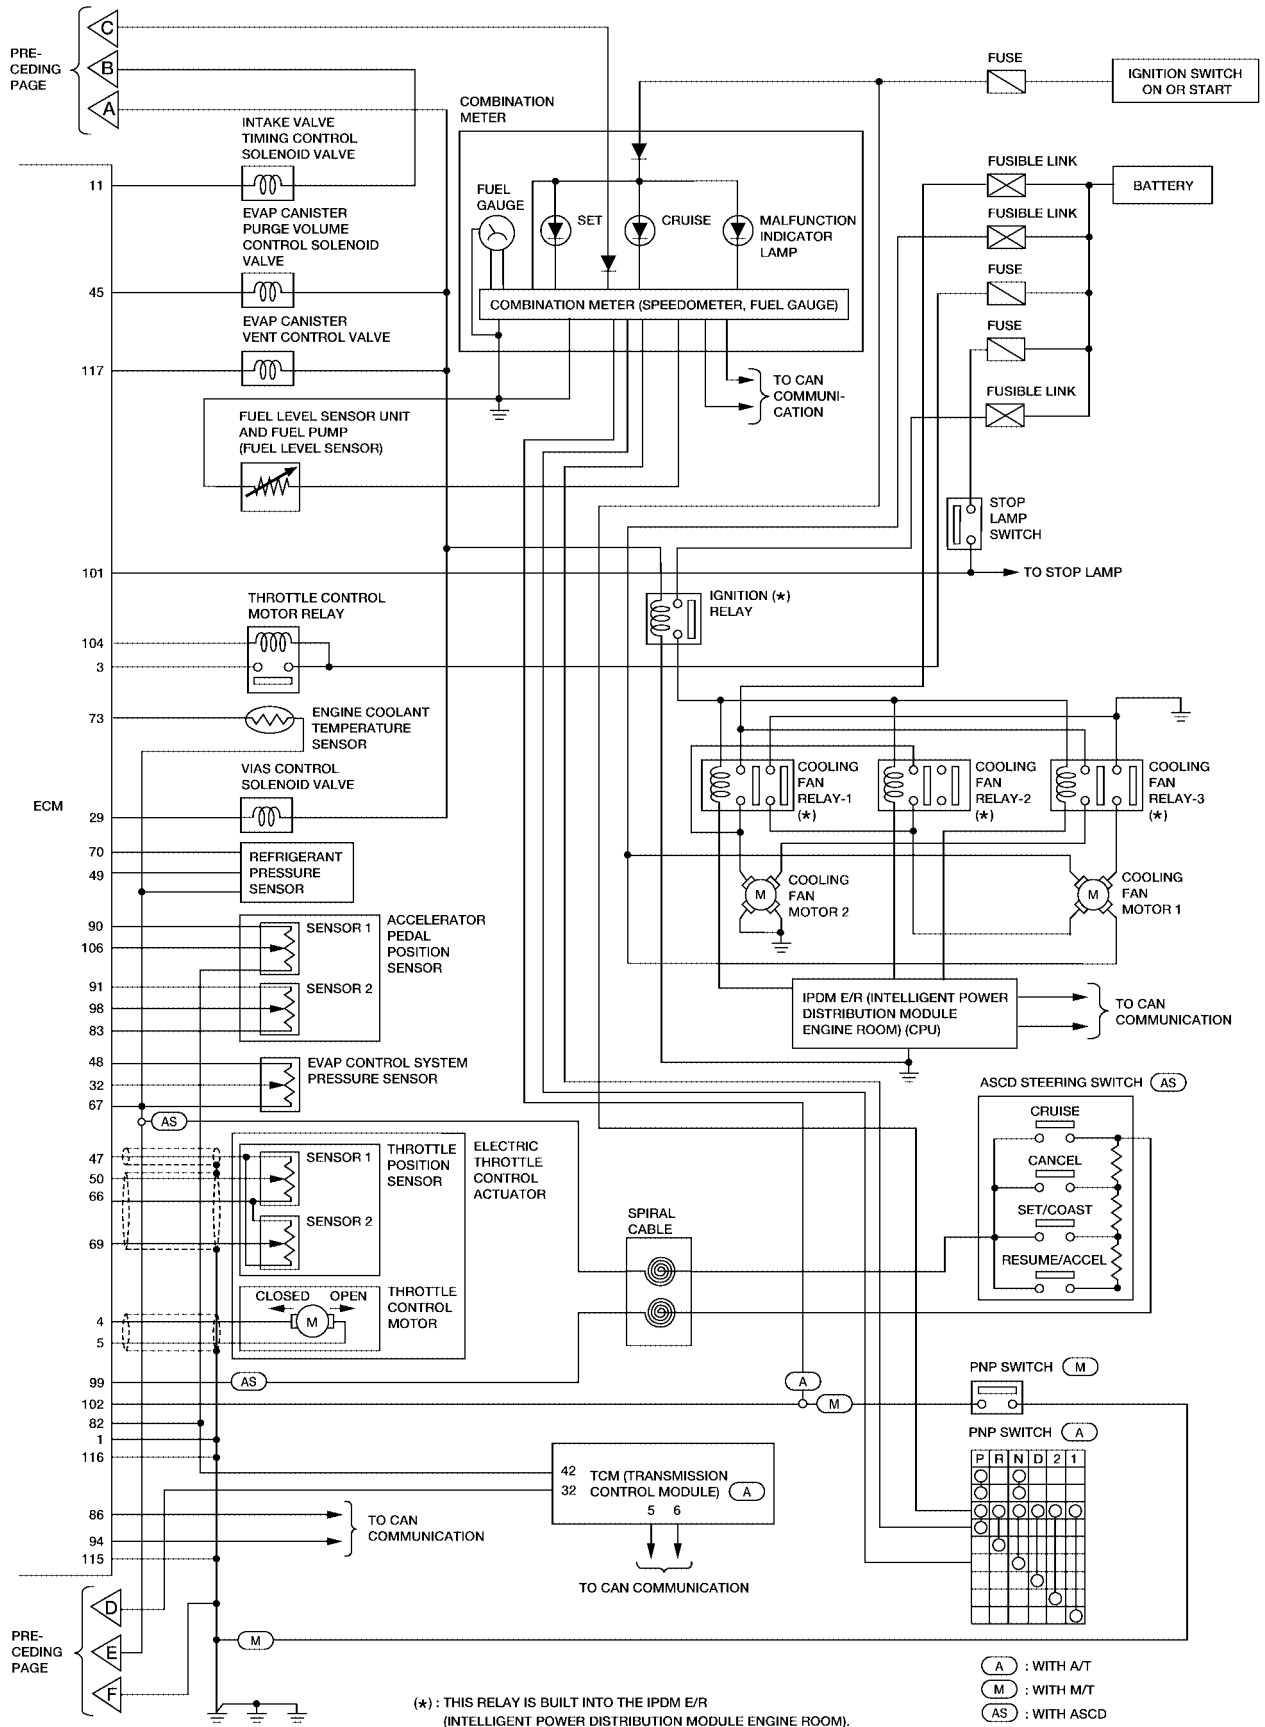 C
PRE-
CEDING
PAGE
B
A
FUSE
IGNITION SWITCH
ON OR START
COMBINATION
METER
INTAKE VALVE
TIMING CONTROL
SOLENOID VALVE
11
FUEL
GAUGE
SET
CRUISE
MALFUNCTION
INDICATOR
LAMP
FUSIBLE LINK
BATTERY
FUSIBLE LINK
EVAP CANISTER
PURGE VOLUME
CONTROL SOLENOID
VALVE
45
COMBINATION METER (SPEEDOMETER, FUEL GAUGE)
FUSE
FUSE
EVAP CANISTER
VENT CONTROL VALVE
117
TO CAN
COMMUNI-
CATION
FUSIBLE LINK
FUEL LEVEL SENSOR UNIT
AND FUEL PUMP
(FUEL LEVEL SENSOR)
STOP
LAMP
SWITCH
101
TO STOP LAMP
THROTTLE CONTROL
MOTOR RELAY
104
3
IGNITION (*)
RELAY
73
ENGINE COOLANT
TEMPERATURE
SENSOR
VIAS CONTROL
SOLENOID VALVE
ECM
29
COOLING
FAN
RELAY-1
(*)
COOLING
FAN
RELAY-2
(*)
COOLING
FAN
RELAY-3
(*)
70
49
REFRIGERANT
PRESSURE
SENSOR
M
COOLING
FAN
MOTOR 2
M
COOLING
FAN
MOTOR 1
90
106
91
98
83
SENSOR 1
SENSOR 2
ACCELERATOR
PEDAL
POSITION
SENSOR
IPDM E/R (INTELLIGENT POWER
DISTRIBUTION MODULE
ENGINE ROOM) (CPU)
TO CAN
COMMUNICATION
48
32
67
EVAP CONTROL SYSTEM
PRESSURE SENSOR
AS
ASCD STEERING SWITCH AS
CRUISE
CANCEL
SET/COAST
RESUME/ACCEL
47
50
66
69
SENSOR 1
SENSOR 2
THROTTLE
POSITION
SENSOR
ELECTRIC
THROTTLE
CONTROL
ACTUATOR
SPIRAL
CABLE
4
5
CLOSED OPEN
M
THROTTLE
CONTROL
MOTOR
99
AS
A
M
102
82
1
116
PNP SWITCH M
PNP SWITCH A
P R N D 2 1
42
32
TCM (TRANSMISSION
CONTROL MODULE) A
5 6
TO CAN COMMUNICATION
86
94
115
TO CAN
COMMUNICATION
D
PRE-
CEDING
PAGE
E
F
M
A : WITH A/T
M : WITH M/T
AS : WITH ASCD
(*) : THIS RELAY IS BUILT INTO THE IPDM E/R
(INTELLIGENT POWER DISTRIBUTION MODULE ENGINE ROOM).